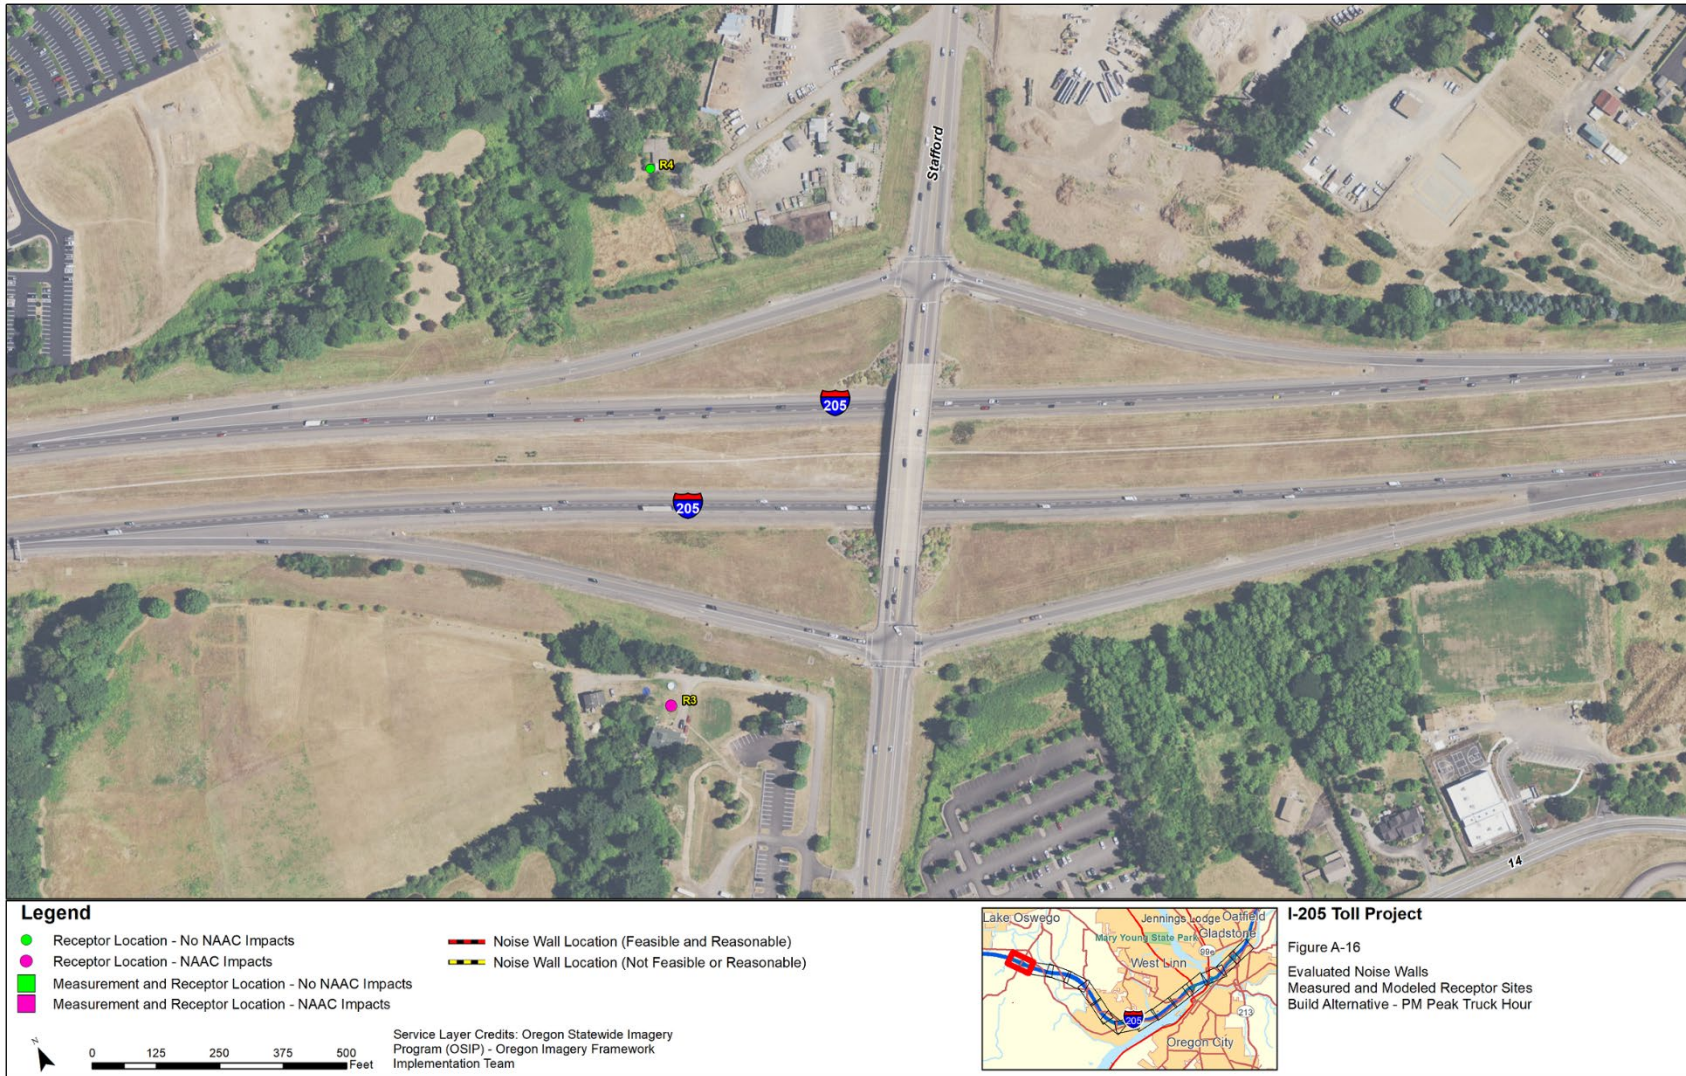 Stafford
R4
205
205
R3
14
Legend
Receptor Location - No NAAC Impacts
Receptor Location - NAAC Impacts
Measurement and Receptor Location - No NAAC Impacts
Measurement and Receptor Location - NAAC Impacts
Noise Wall Location (Feasible and Reasonable)
Noise Wall Location (Not Feasible or Reasonable)
N
0 125 250 375 500
Feet
Service Layer Credits: Oregon Statewide Imagery
Program (OSIP) - Oregon Imagery Framework
Implementation Team
Lake Oswego
Jennings Lodge
Oatfield
Gladstone
Mary Young State Park
99e
West Linn
205
213
Oregon City
I-205 Toll Project
Figure A-16
Evaluated Noise Walls
Measured and Modeled Receptor Sites
Build Alternative - PM Peak Truck Hour